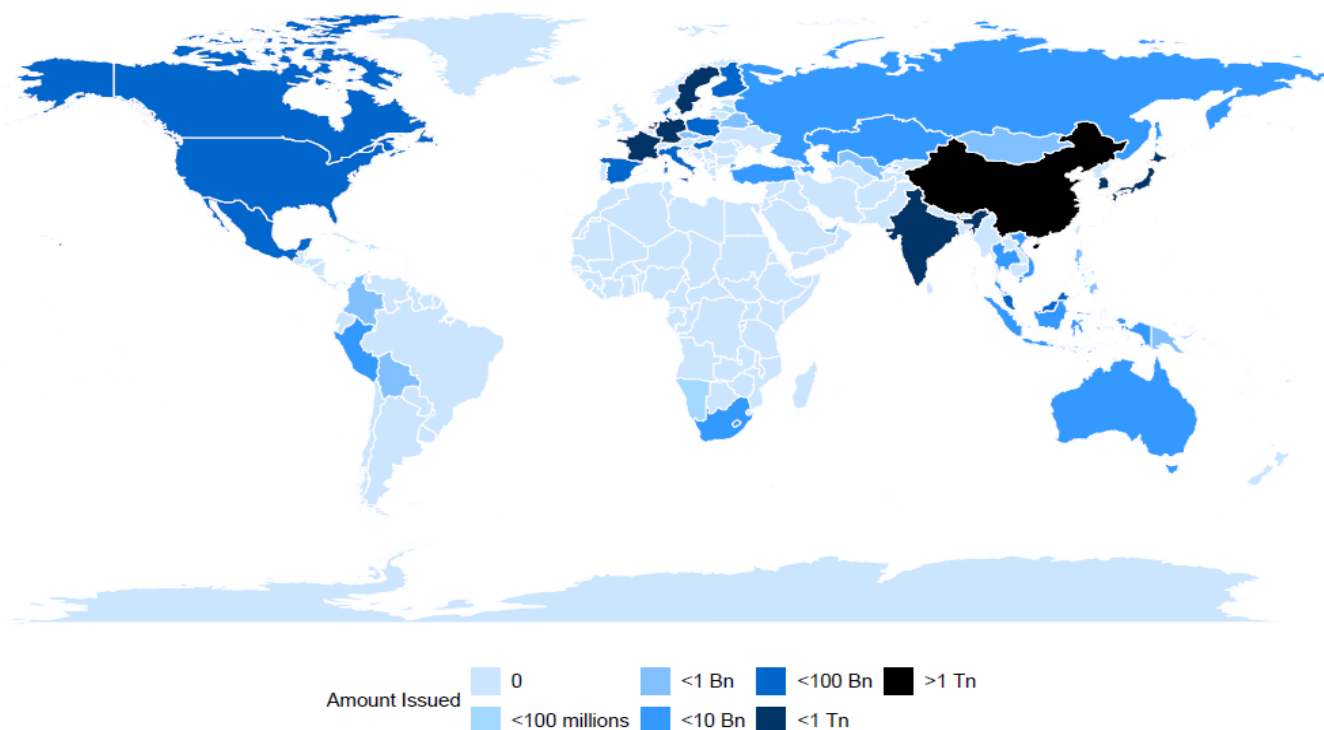 Amount Issued
0
<100 millions
<1 Bn
<10 Bn
<100 Bn
<1 Tn
>1 Tn